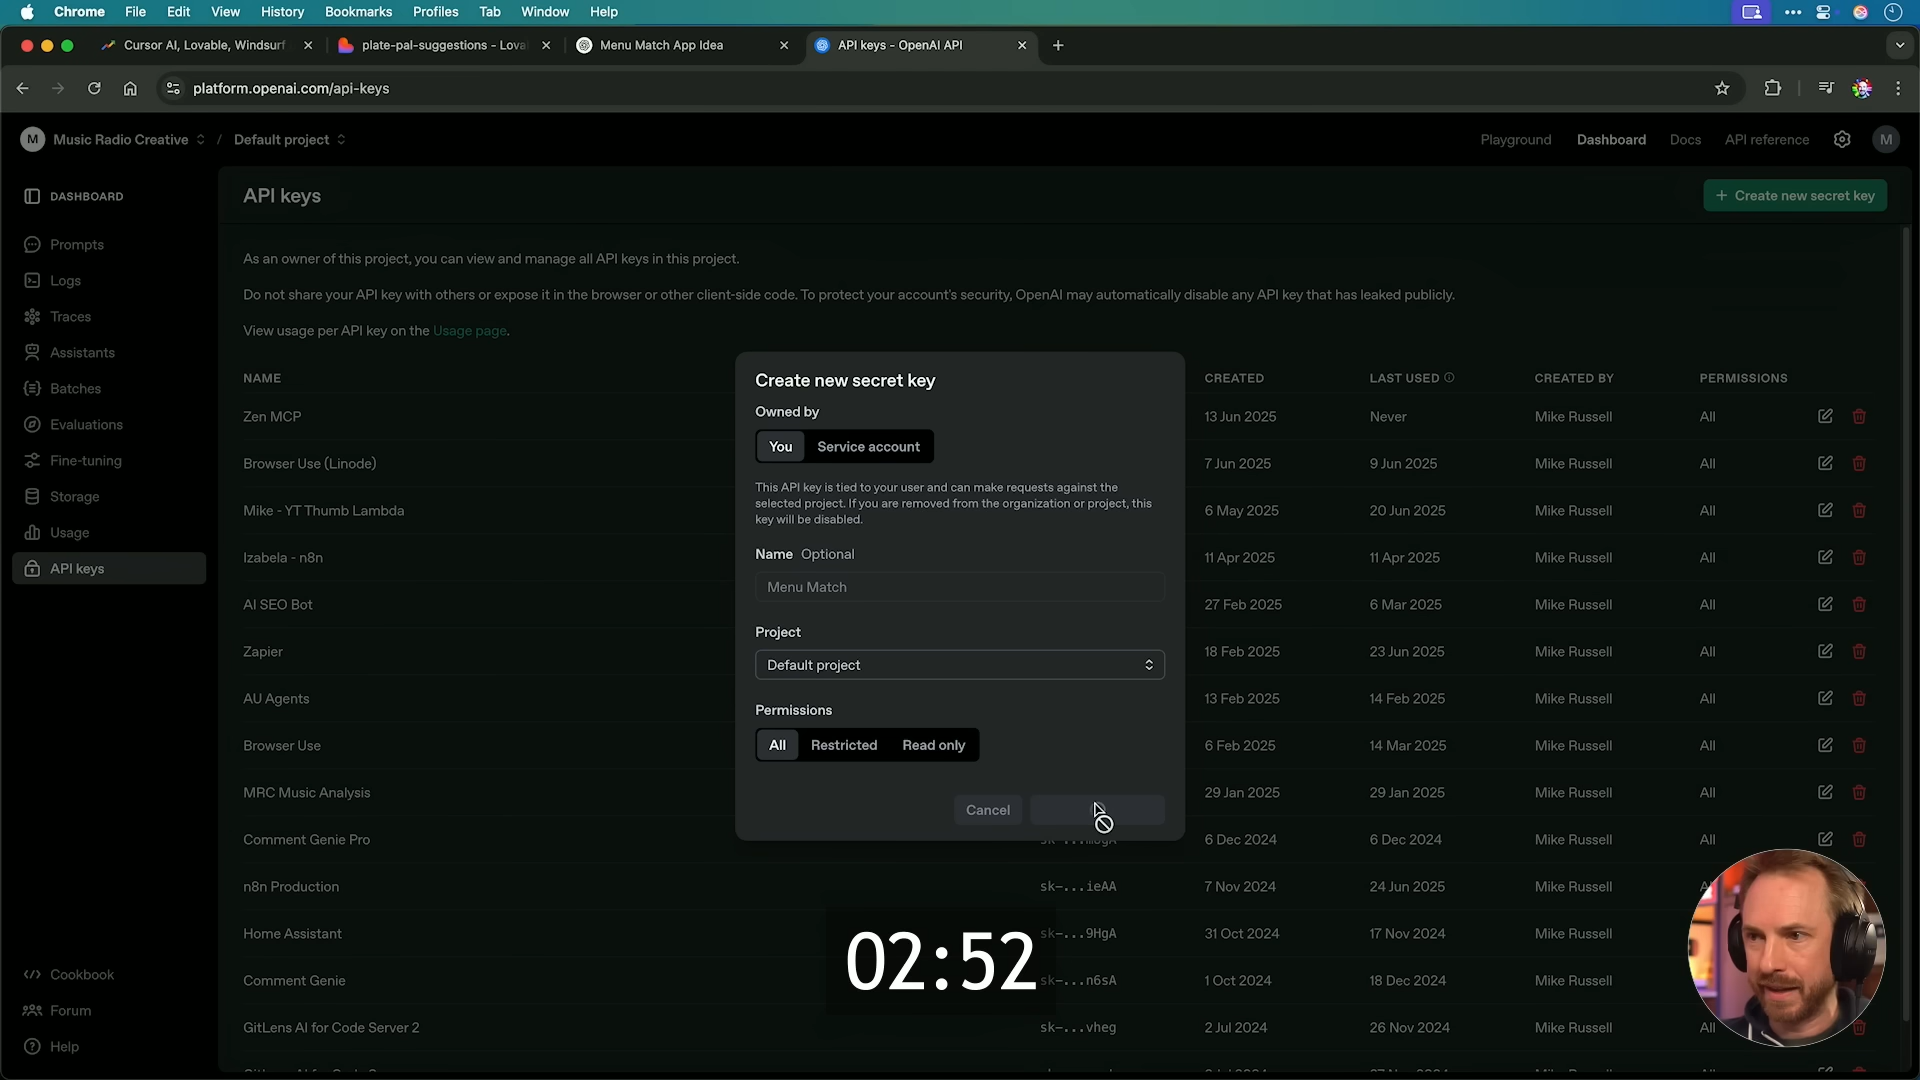 Chrome File Edit View History Bookmarks Profiles Tab Window Help
Cursor AI, Lovable, Windsurf
plate-pal-suggestions - Lova
Menu Match App Idea
API keys - OpenAI API
platform.openai.com/api-keys
M Music Radio Creative / Default project
Playground Dashboard Docs API reference M
DASHBOARD
Prompts
Logs
Traces
Assistants
Batches
Evaluations
Fine-tuning
Storage
Usage
API keys
Cookbook
Forum
Help
API keys
+ Create new secret key
As an owner of this project, you can view and manage all API keys in this project.
Do not share your API key with others or expose it in the browser or other client-side code. To protect your account's security, OpenAI may automatically disable any API key that has leaked publicly.
View usage per API key on the Usage page.
NAME CREATED LAST USED CREATED BY PERMISSIONS
Zen MCP 13 Jun 2025 Never Mike Russell All
Browser Use (Linode) 7 Jun 2025 9 Jun 2025 Mike Russell All
Mike - YT Thumb Lambda 6 May 2025 20 Jun 2025 Mike Russell All
Izabela - n8n 11 Apr 2025 11 Apr 2025 Mike Russell All
AI SEO Bot 27 Feb 2025 6 Mar 2025 Mike Russell All
Zapier 18 Feb 2025 23 Jun 2025 Mike Russell All
AU Agents 13 Feb 2025 14 Feb 2025 Mike Russell All
Browser Use 6 Feb 2025 14 Mar 2025 Mike Russell All
MRC Music Analysis 29 Jan 2025 29 Jan 2025 Mike Russell All
Comment Genie Pro 6 Dec 2024 6 Dec 2024 Mike Russell All
n8n Production sk-...ieAA 7 Nov 2024 24 Jun 2025 Mike Russell
Home Assistant sk-...9HgA 31 Oct 2024 17 Nov 2024 Mike Russell
Comment Genie sk-...n6sA 1 Oct 2024 18 Dec 2024 Mike Russell
GitLens AI for Code Server 2 sk-...vheg 2 Jul 2024 26 Nov 2024 Mike Russell All
Create new secret key
Owned by
You Service account
This API key is tied to your user and can make requests against the
selected project. If you are removed from the organization or project, this
key will be disabled.
Name Optional
Menu Match
Project
Default project
Permissions
All Restricted Read only
Cancel
02:52